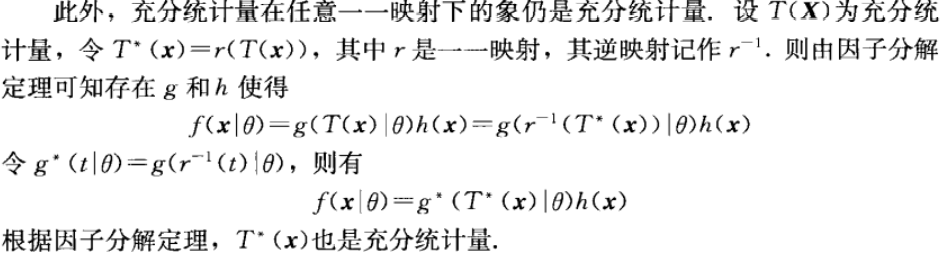 此外，充分统计量在任意一一映射下的象仍是充分统计量．设 T(X)为充分统
计量，令 T*(x)=r(T(x))，其中 r 是一一映射，其逆映射记作 r⁻¹．则由因子分解
定理可知存在 g 和 h 使得
f(x|θ)=g(T(x)|θ)h(x)=g(r⁻¹(T*(x))|θ)h(x)
令 g*(t|θ)=g(r⁻¹(t)|θ)，则有
f(x|θ)=g*(T*(x)|θ)h(x)
根据因子分解定理，T*(x)也是充分统计量．